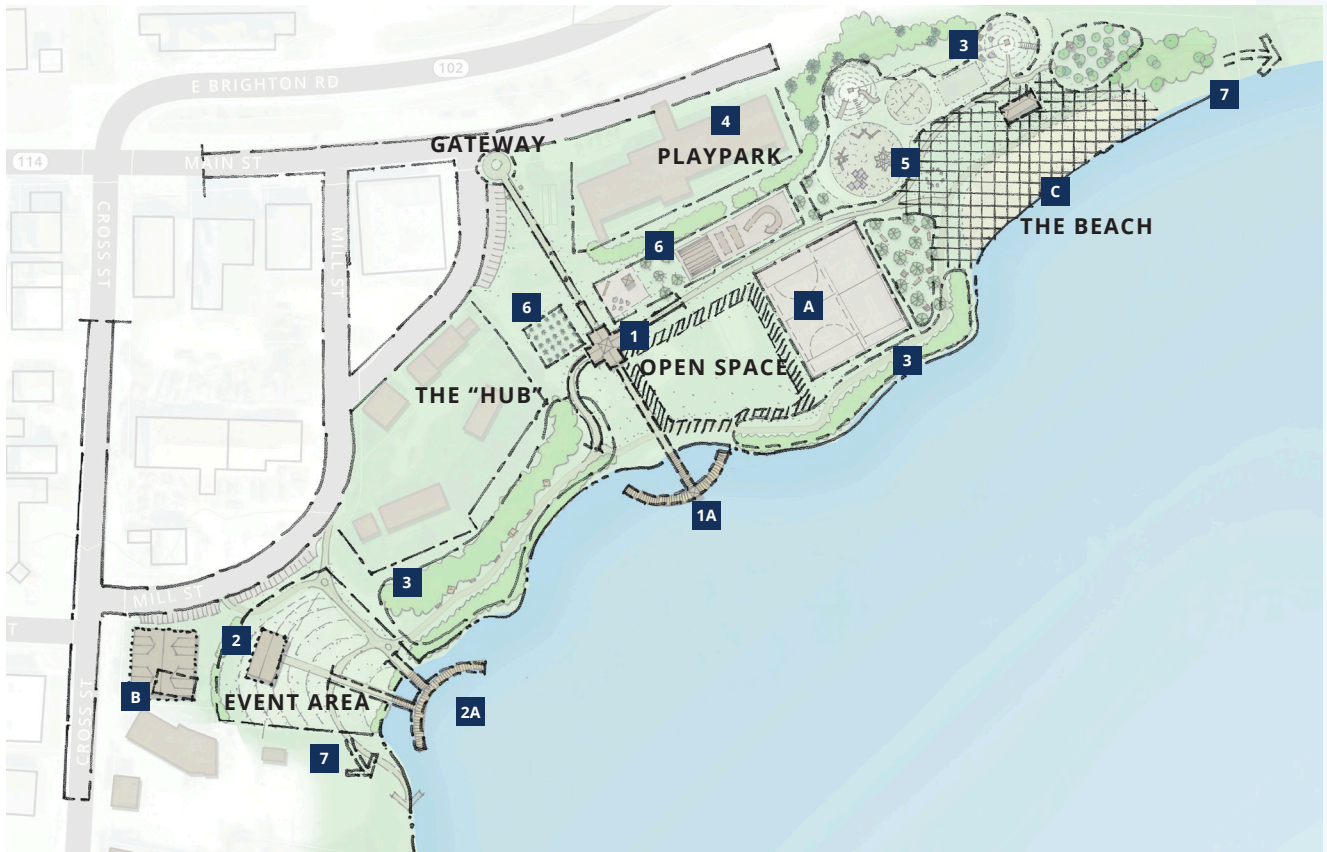 3
7
102
E BRIGHTON RD
4
GATEWAY
114
MAIN ST
PLAYPARK
5
C
THE BEACH
CROSS ST
MILL ST
6
6
A
1
OPEN SPACE
3
THE “HUB”
1A
3
MILL ST
T
2
B
EVENT AREA
2A
CROSS ST
7